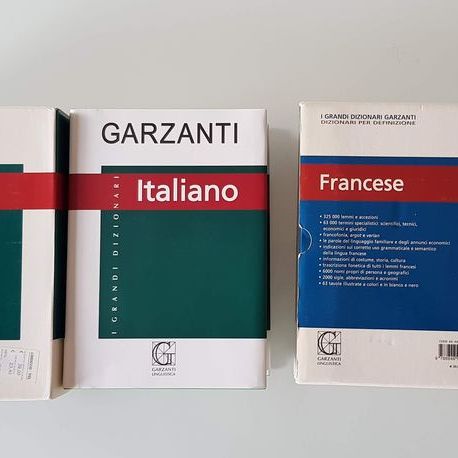 GARZANTI
Italiano
I GRANDI DIZIONARI
GARZANTI
LINGUISTICA
I GRANDI DIZIONARI GARZANTI
DIZIONARI PER DEFINIZIONE
Francese
• 325 000 lemmi e accezioni
• 63 000 termini specialistici: scientifici, tecnici,
economici e giuridici
• francofonia, argot e verlan
• le parole del linguaggio familiare e degli annunci economici
• indicazioni sul corretto uso grammaticale e semantico
della lingua francese
• informazioni di costume, storia, cultura
• trascrizione fonetica di tutti i lemmi francesi
• 6000 nomi propri di persona e geografici
• 2000 sigle, abbreviazioni e acronimi
• 63 tavole illustrate a colori e in bianco e nero
GARZANTI
LINGUISTICA